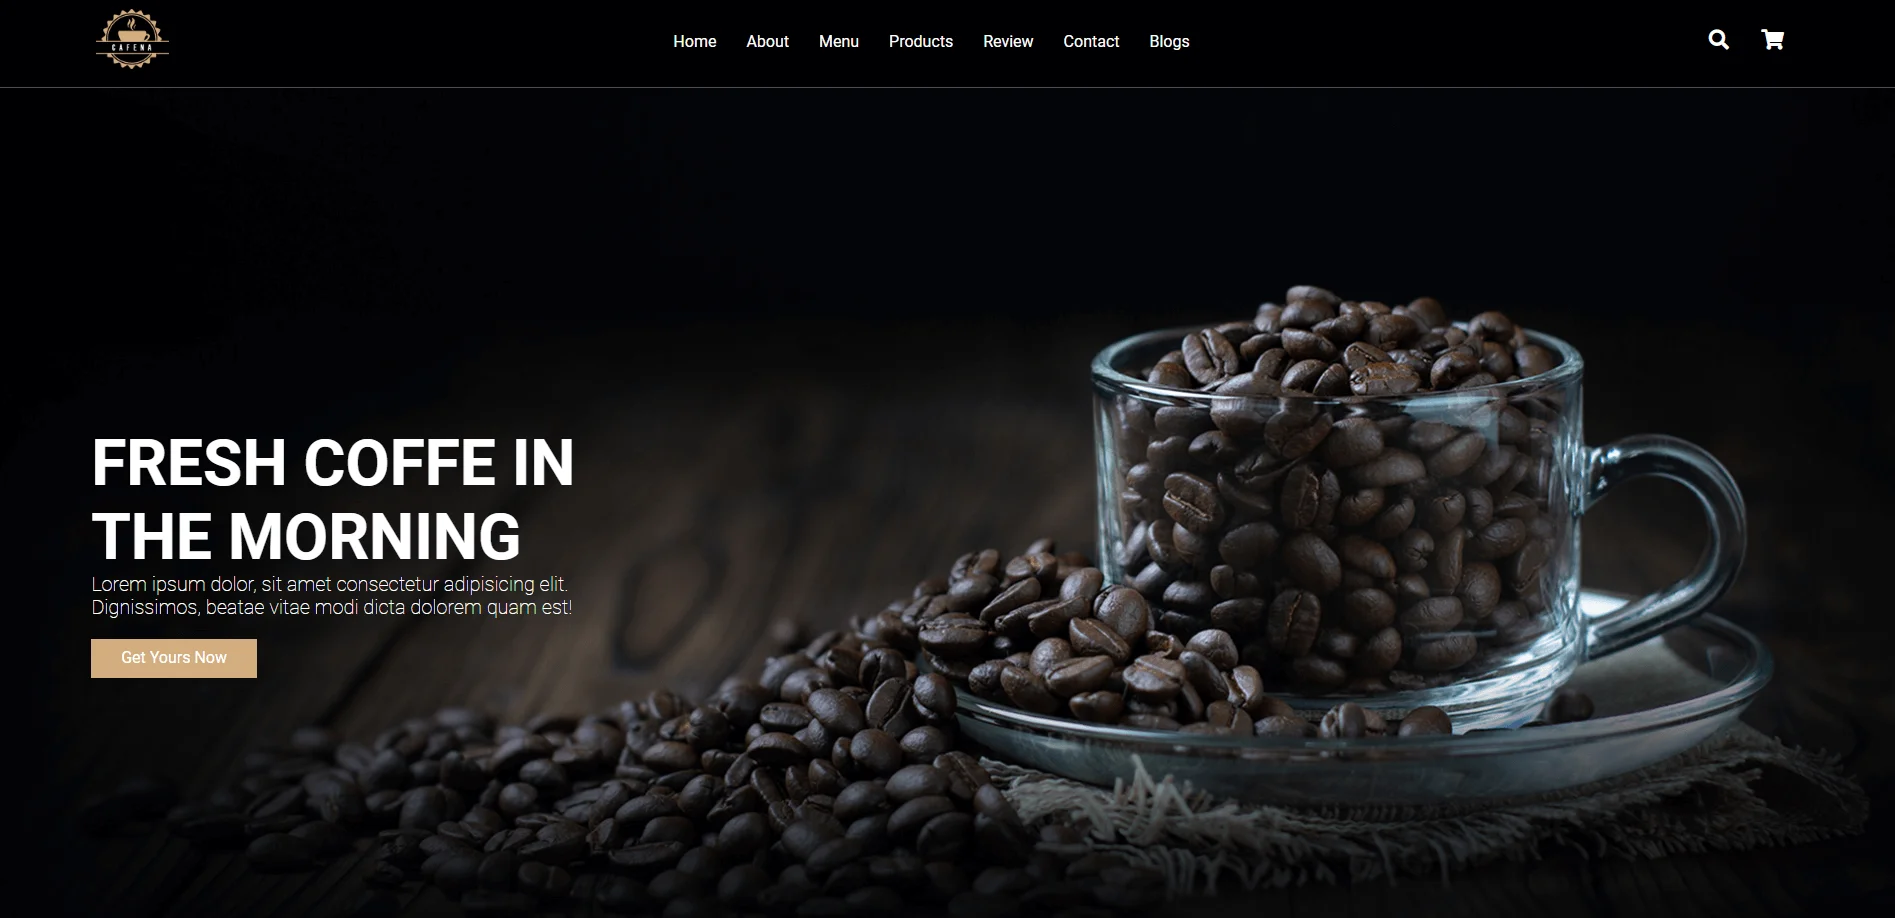 CAFENA
Home About Menu Products Review Contact Blogs
FRESH COFFE IN
THE MORNING
Lorem ipsum dolor, sit amet consectetur adipisicing elit.
Dignissimos, beatae vitae modi dicta dolorem quam est!
Get Yours Now